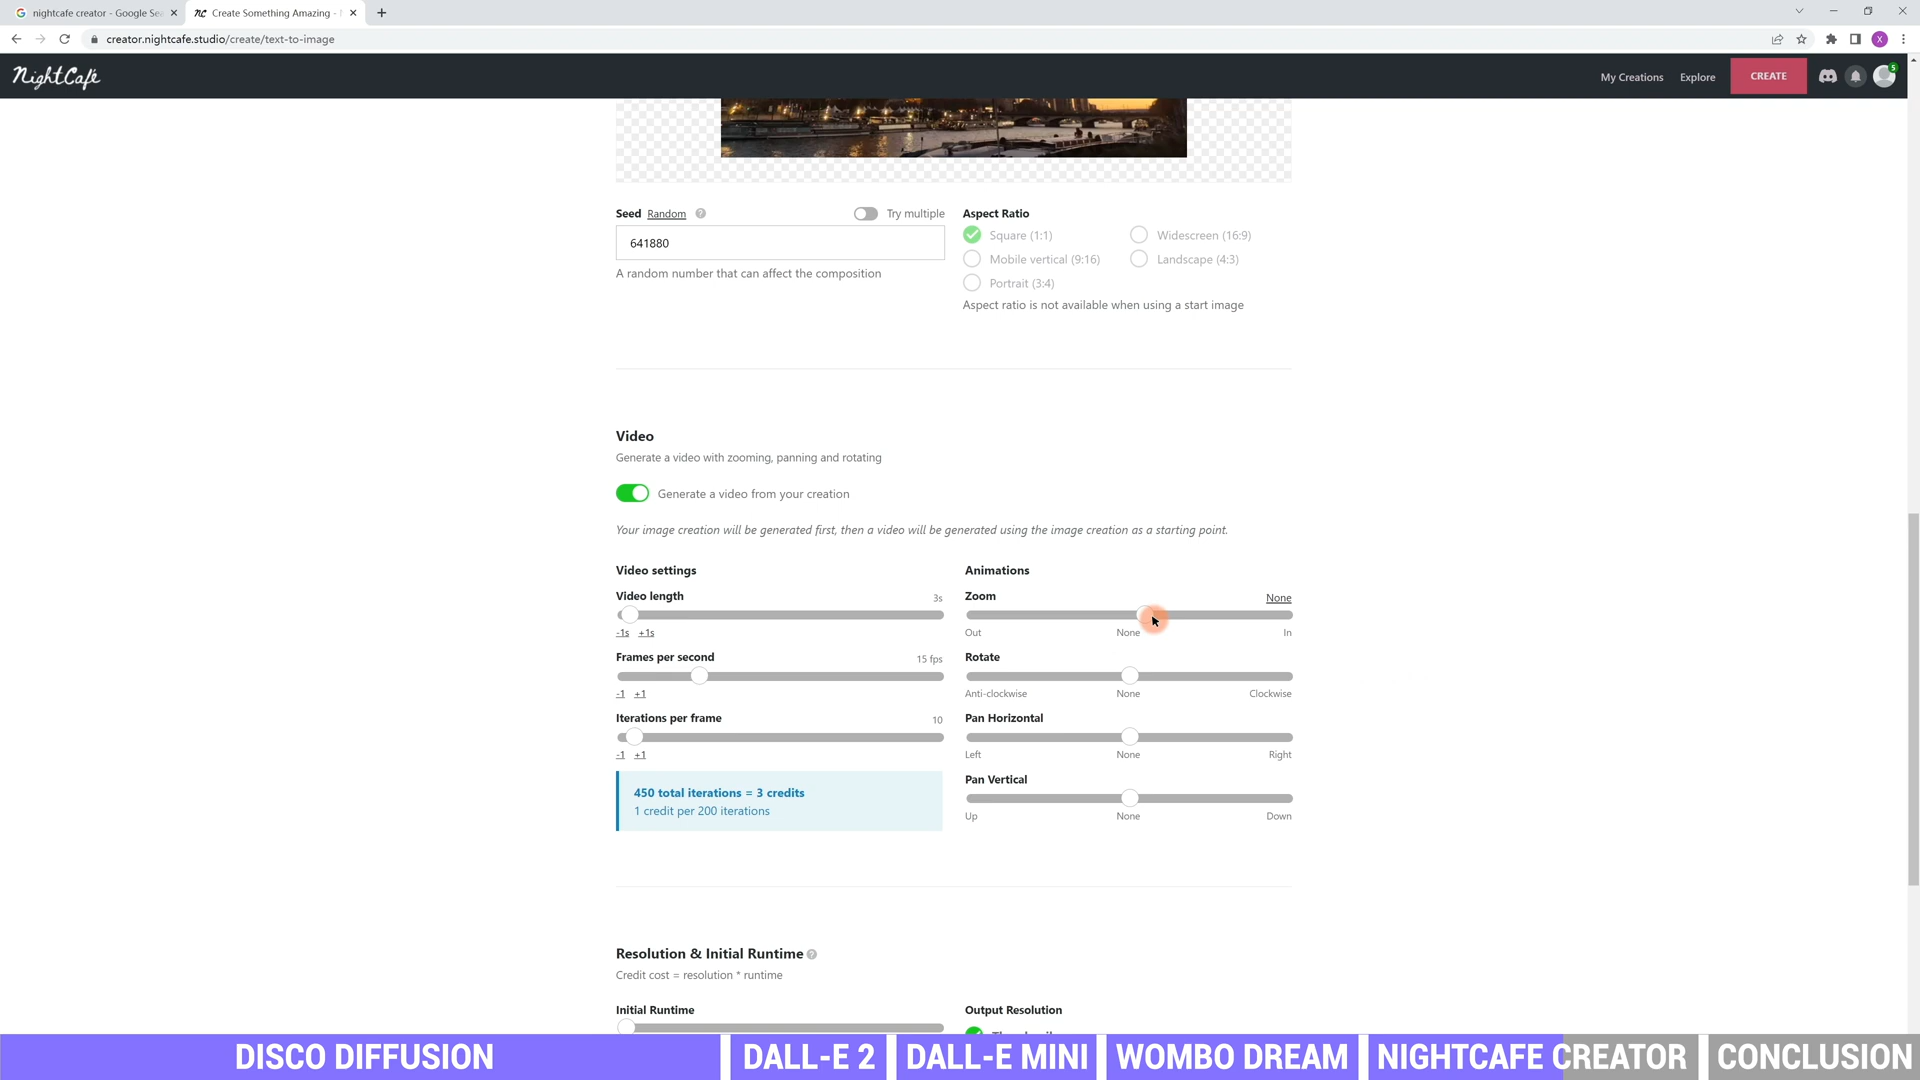 nightcafe creator - Google Sea
Create Something Amazing -
creator.nightcafe.studio/create/text-to-image
X
NightCafé
My Creations
Explore
CREATE
5
Seed Random ?
Try multiple
641880
A random number that can affect the composition
Aspect Ratio
Square (1:1)
Widescreen (16:9)
Mobile vertical (9:16)
Landscape (4:3)
Portrait (3:4)
Aspect ratio is not available when using a start image
Video
Generate a video with zooming, panning and rotating
Generate a video from your creation
Your image creation will be generated first, then a video will be generated using the image creation as a starting point.
Video settings
Video length 3s
-1s +1s
Frames per second 15 fps
-1 +1
Iterations per frame 10
-1 +1
450 total iterations = 3 credits
1 credit per 200 iterations
Animations
Zoom None
Out None In
Rotate
Anti-clockwise None Clockwise
Pan Horizontal
Left None Right
Pan Vertical
Up None Down
Resolution & Initial Runtime ?
Credit cost = resolution * runtime
Initial Runtime
Output Resolution
DISCO DIFFUSION
DALL-E 2
DALL-E MINI
WOMBO DREAM
NIGHTCAFE CREATOR
CONCLUSION